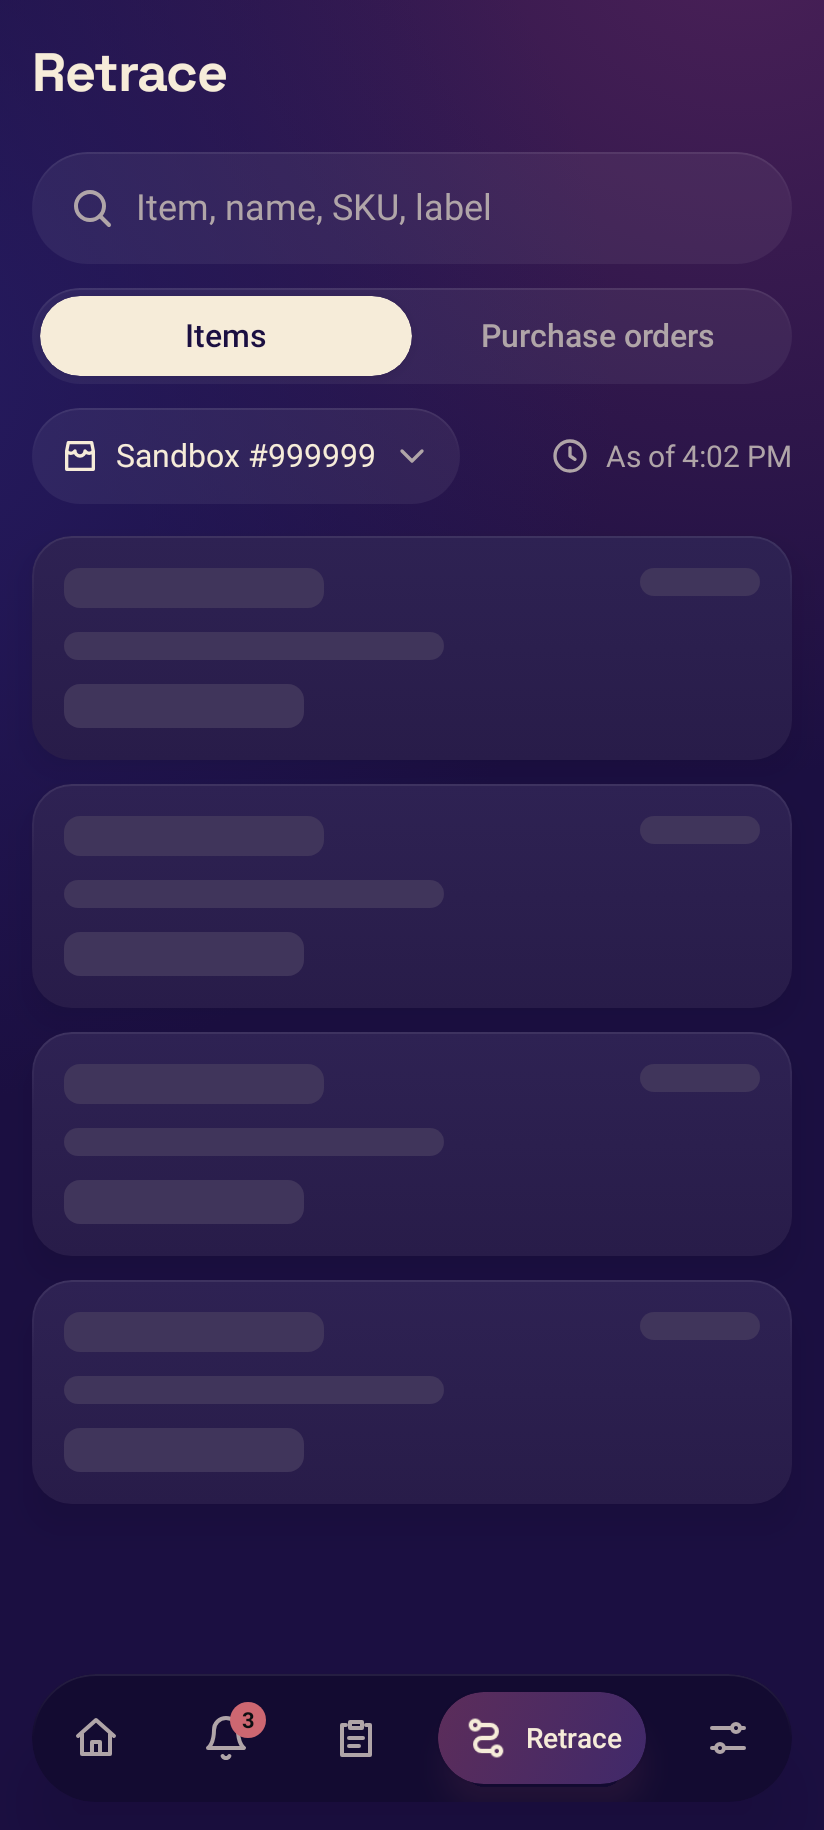 Retrace
Item, name, SKU, label
Items
Purchase orders
Sandbox #999999
As of 4:02 PM
3
Retrace